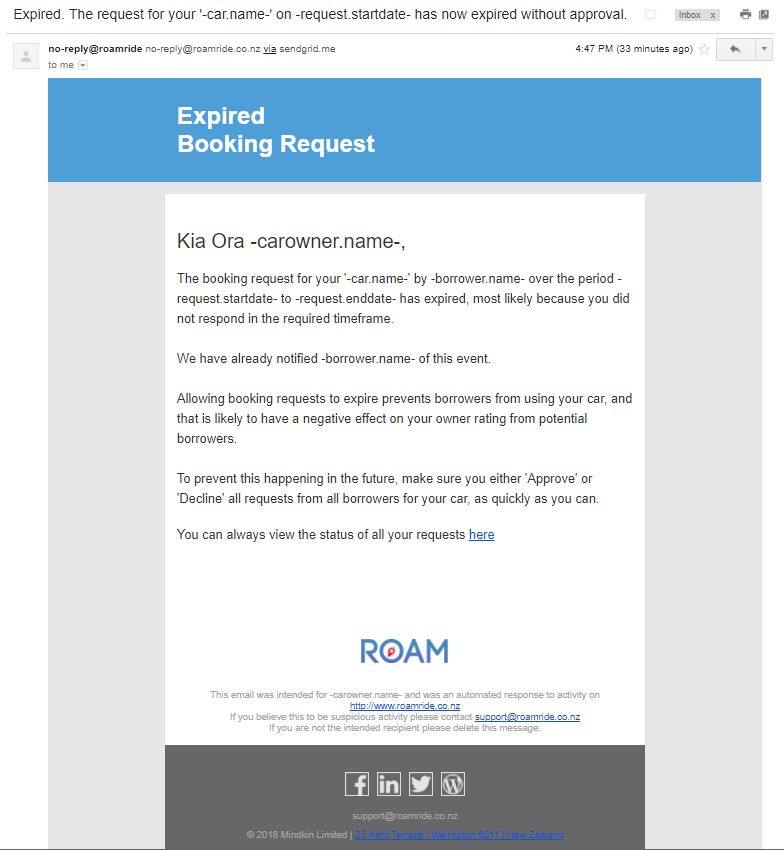 Expired. The request for your '-car.name-' on -request.startdate- has now expired without approval.
Inbox x
no-reply@roamride no-reply@roamride.co.nz via sendgrid.me
4:47 PM (33 minutes ago)
to me
Expired
Booking Request
Kia Ora -carowner.name-,
The booking request for your '-car.name-' by -borrower.name- over the period -
request.startdate- to -request.enddate- has expired, most likely because you did
not respond in the required timeframe.
We have already notified -borrower.name- of this event.
Allowing booking requests to expire prevents borrowers from using your car, and
that is likely to have a negative effect on your owner rating from potential
borrowers.
To prevent this happening in the future, make sure you either 'Approve' or
'Decline' all requests from all borrowers for your car, as quickly as you can.
You can always view the status of all your requests here
ROAM
This email was intended for -carowner.name- and was an automated response to activity on
http://www.roamride.co.nz
If you believe this to be suspicious activity please contact support@roamride.co.nz
If you are not the intended recipient please delete this message.
support@roamride.co.nz
© 2018 Mindkin Limited | 23 Kent Terrace | Wellington 6011 | New Zealand